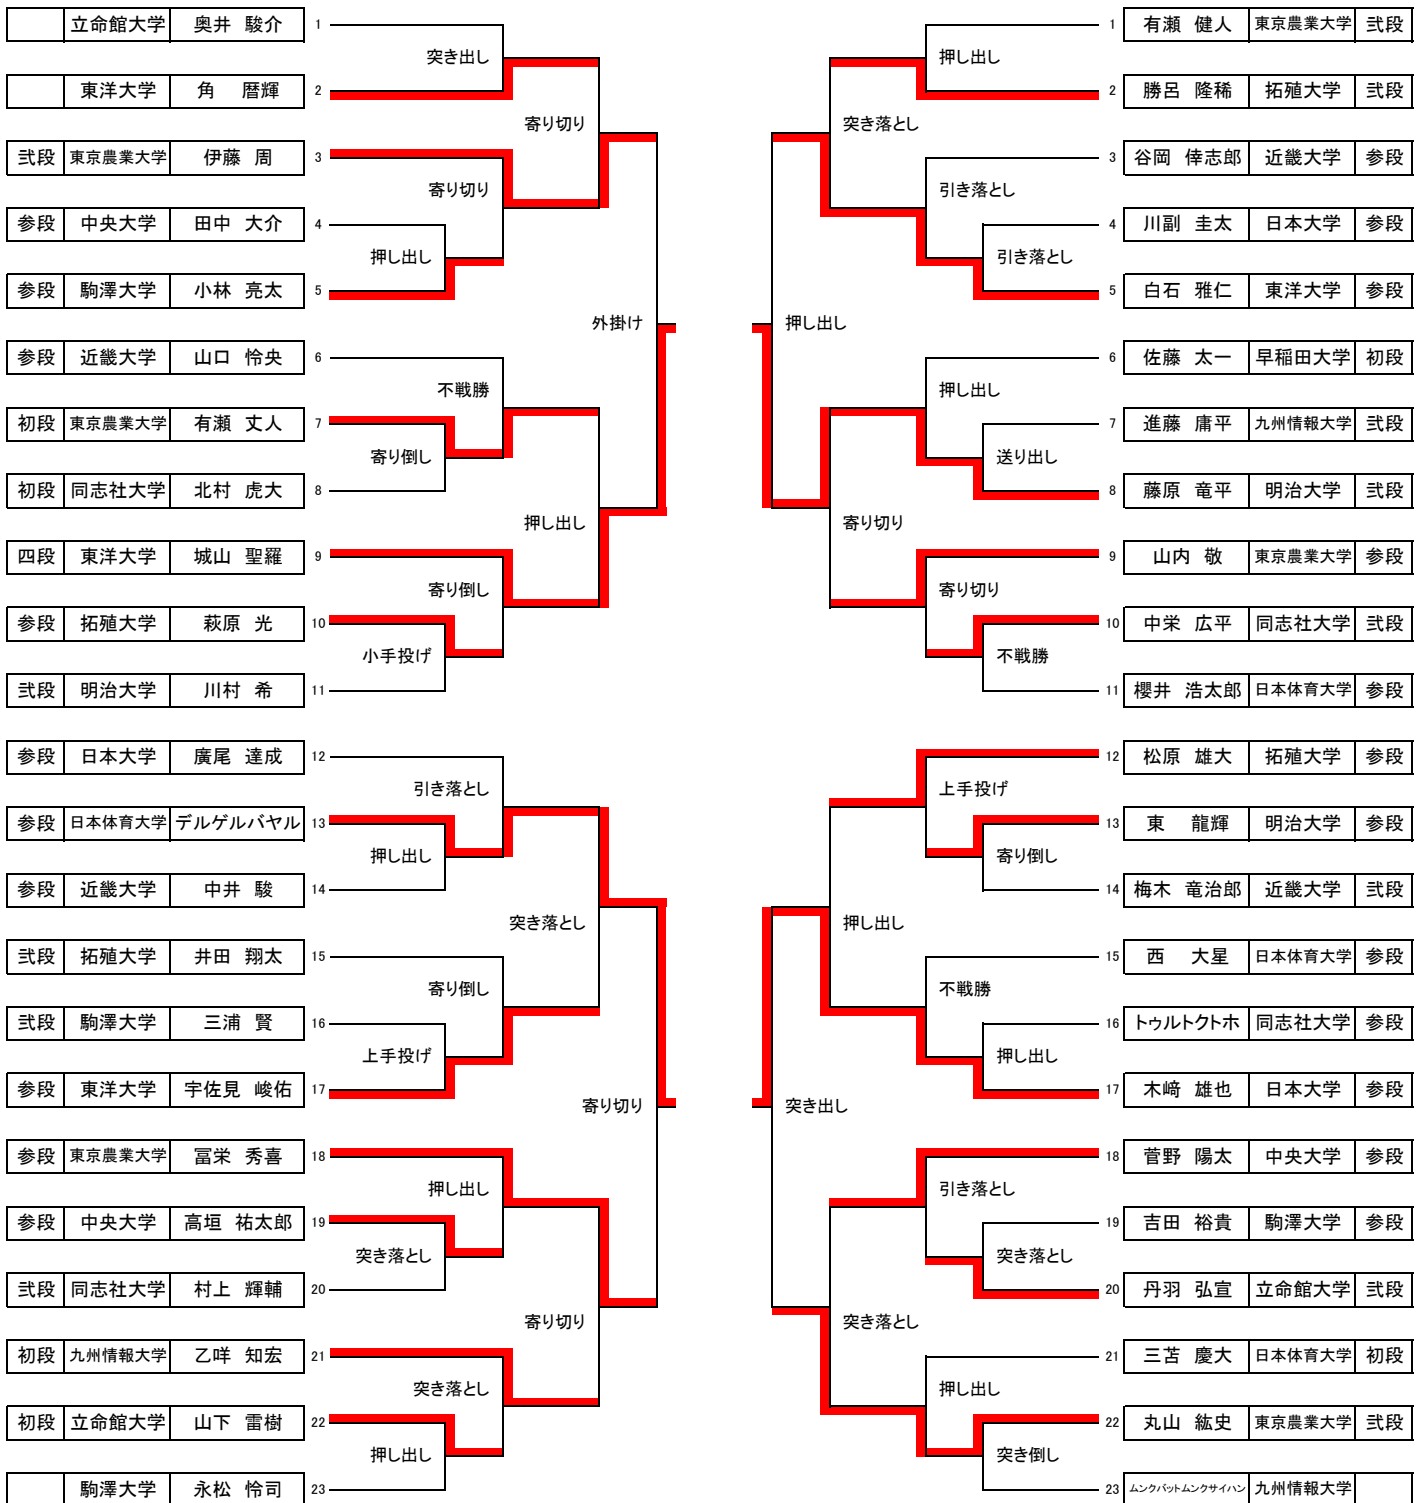 立命館大学 奥井 駿介 1
突き出し
東洋大学 角 暦輝 2
寄り切り
弐段 東京農業大学 伊藤 周 3
寄り切り
参段 中央大学 田中 大介 4
押し出し
参段 駒澤大学 小林 亮太 5
外掛け
参段 近畿大学 山口 怜央 6
不戦勝
初段 東京農業大学 有瀬 丈人 7
寄り倒し
初段 同志社大学 北村 虎大 8
押し出し
四段 東洋大学 城山 聖羅 9
寄り倒し
参段 拓殖大学 萩原 光 10
小手投げ
弐段 明治大学 川村 希 11
参段 日本大学 廣尾 達成 12
引き落とし
参段 日本体育大学 デルゲルバヤル 13
押し出し
参段 近畿大学 中井 駿 14
突き落とし
弐段 拓殖大学 井田 翔太 15
寄り倒し
弐段 駒澤大学 三浦 賢 16
上手投げ
参段 東洋大学 宇佐見 峻佑 17
寄り切り
参段 東京農業大学 冨栄 秀喜 18
押し出し
参段 中央大学 高垣 祐太郎 19
突き落とし
弐段 同志社大学 村上 輝輔 20
寄り切り
初段 九州情報大学 乙咩 知宏 21
突き落とし
初段 立命館大学 山下 雷樹 22
押し出し
駒澤大学 永松 怜司 23
1 有瀬 健人 東京農業大学 弐段
押し出し
2 勝呂 隆稀 拓殖大学 弐段
突き落とし
3 谷岡 倖志郎 近畿大学 参段
引き落とし
4 川副 圭太 日本大学 参段
引き落とし
5 白石 雅仁 東洋大学 参段
押し出し
6 佐藤 太一 早稲田大学 初段
押し出し
7 進藤 庸平 九州情報大学 弐段
送り出し
8 藤原 竜平 明治大学 弐段
寄り切り
9 山内 敬 東京農業大学 参段
寄り切り
10 中栄 広平 同志社大学 弐段
不戦勝
11 櫻井 浩太郎 日本体育大学 参段
12 松原 雄大 拓殖大学 参段
上手投げ
13 東 龍輝 明治大学 参段
寄り倒し
14 梅木 竜治郎 近畿大学 弐段
押し出し
15 西 大星 日本体育大学 参段
不戦勝
16 トゥルトクトホ 同志社大学 参段
押し出し
17 木﨑 雄也 日本大学 参段
突き出し
18 菅野 陽太 中央大学 参段
引き落とし
19 吉田 裕貴 駒澤大学 参段
突き落とし
20 丹羽 弘宣 立命館大学 弐段
突き落とし
21 三苫 慶大 日本体育大学 初段
押し出し
22 丸山 紘史 東京農業大学 弐段
突き倒し
23 ムンクバットムンクサイハン 九州情報大学